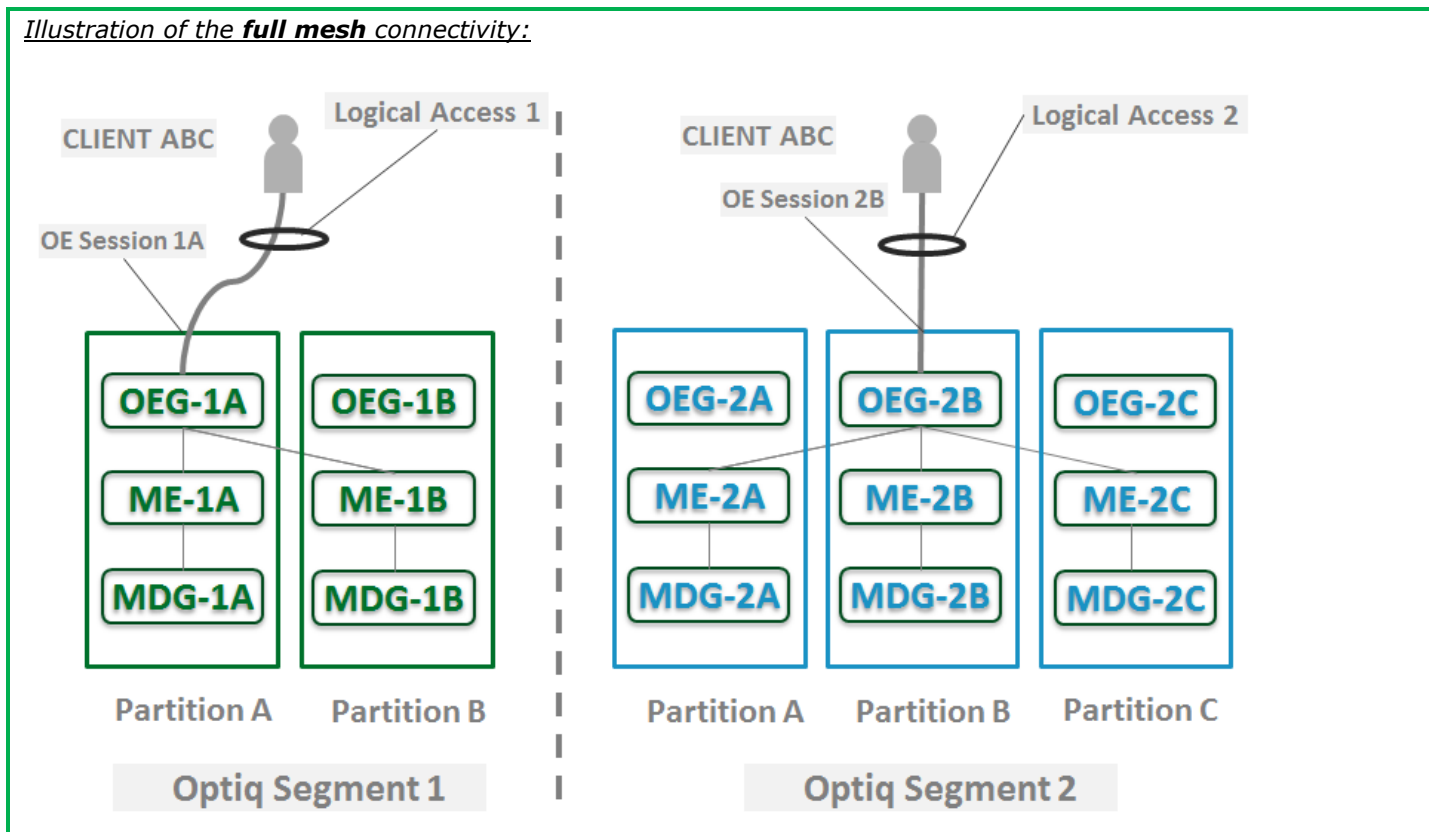 Illustration of the full mesh connectivity:
Logical Access 1
CLIENT ABC
OE Session 1A
OEG-1A
OEG-1B
ME-1A
ME-1B
MDG-1A
MDG-1B
Partition A
Partition B
Optiq Segment 1
Logical Access 2
CLIENT ABC
OE Session 2B
OEG-2A
OEG-2B
OEG-2C
ME-2A
ME-2B
ME-2C
MDG-2A
MDG-2B
MDG-2C
Partition A
Partition B
Partition C
Optiq Segment 2